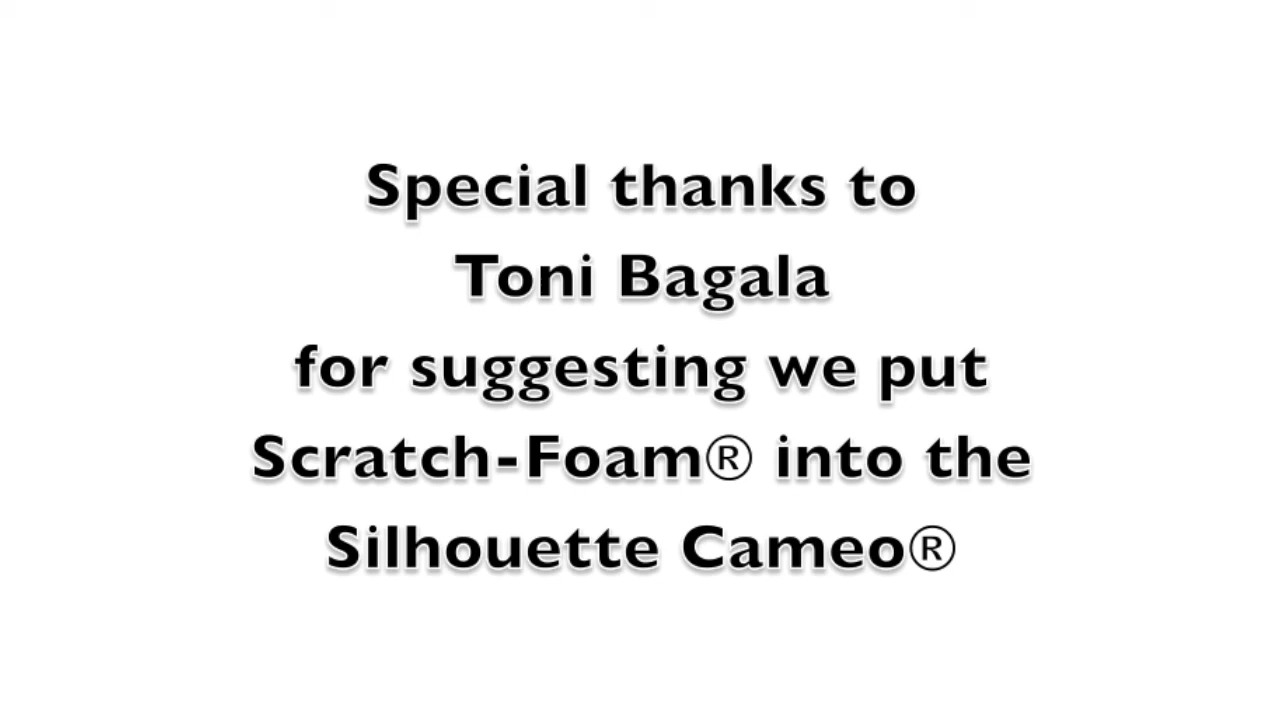 Special thanks to
Toni Bagala
for suggesting we put
Scratch-Foam® into the
Silhouette Cameo®